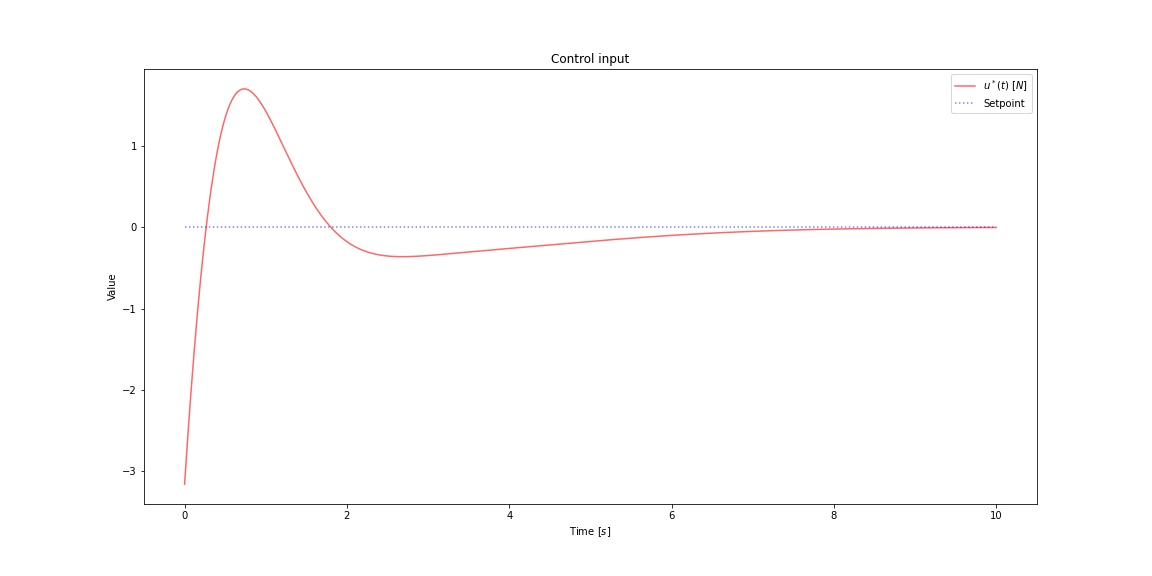 Control input
u*(t) [N]
Setpoint
Value
1
0
−1
−2
−3
0 2 4 6 8 10
Time [s]